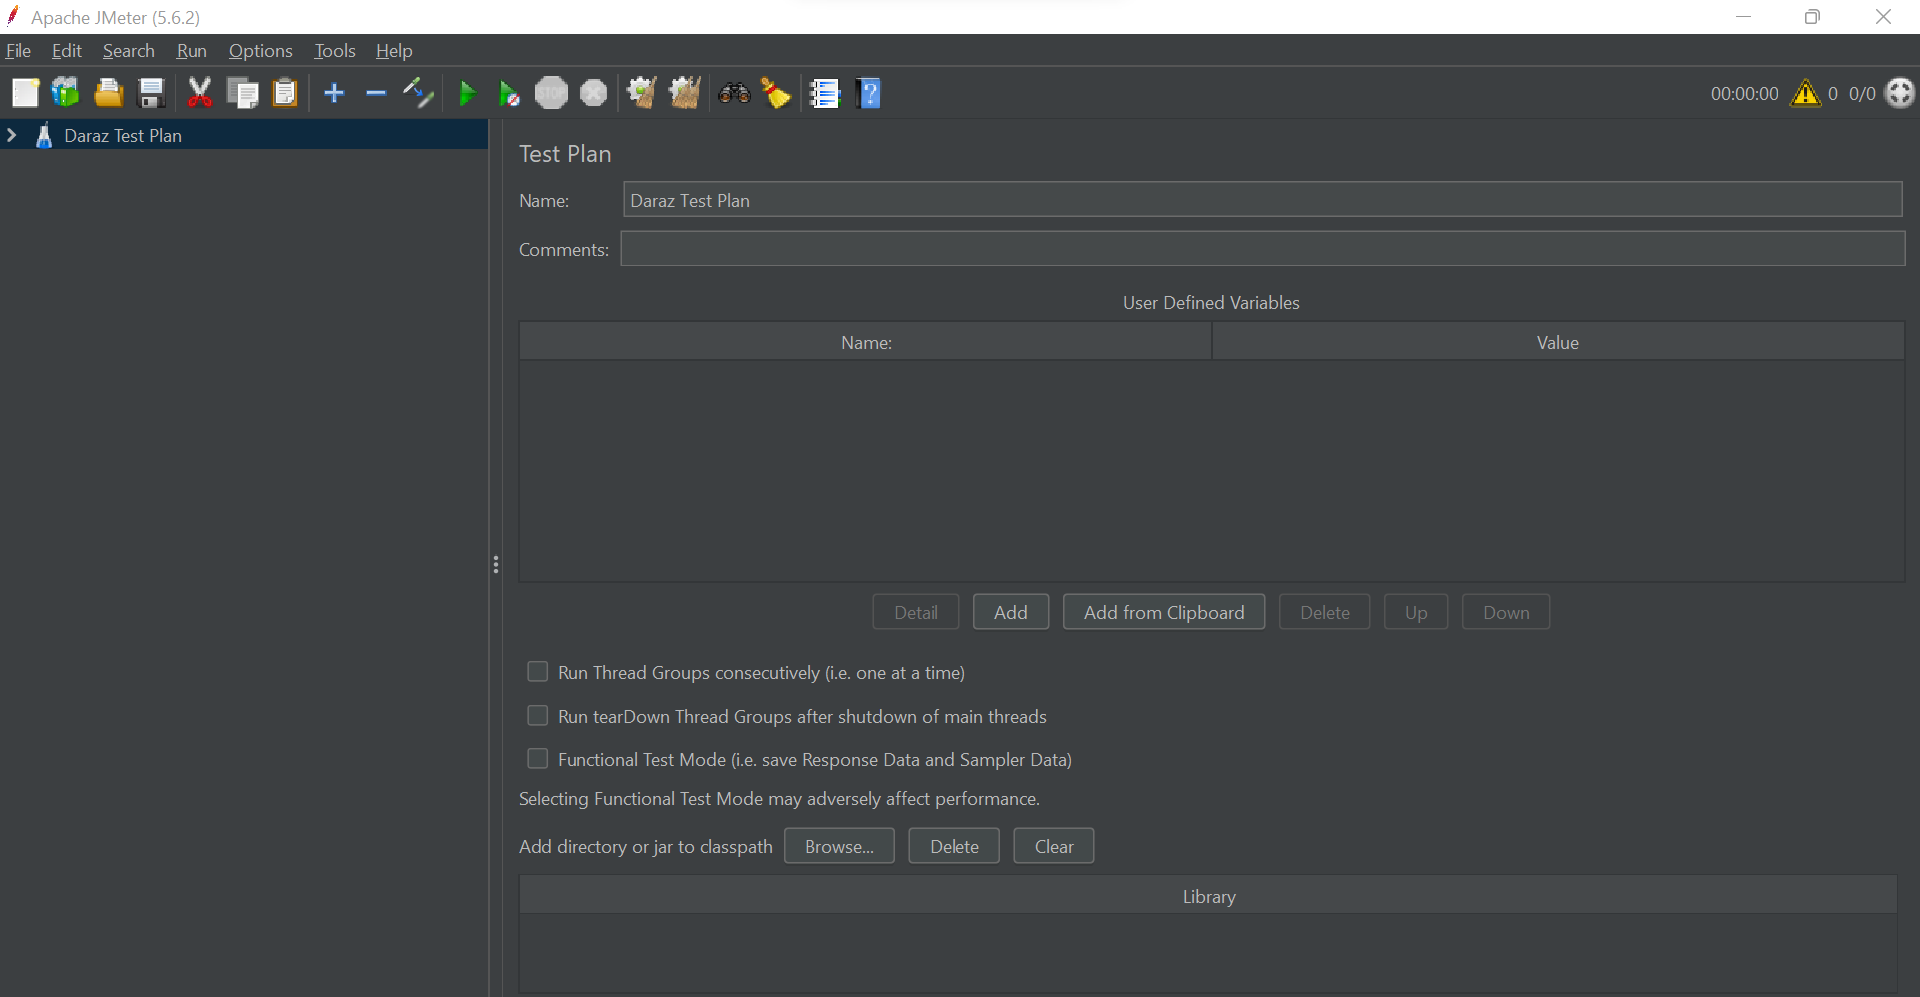 Apache JMeter (5.6.2)
File Edit Search Run Options Tools Help
STOP
00:00:00 0 0/0
Daraz Test Plan
Test Plan
Name: Daraz Test Plan
Comments:
User Defined Variables
Name: Value
Detail Add Add from Clipboard Delete Up Down
Run Thread Groups consecutively (i.e. one at a time)
Run tearDown Thread Groups after shutdown of main threads
Functional Test Mode (i.e. save Response Data and Sampler Data)
Selecting Functional Test Mode may adversely affect performance.
Add directory or jar to classpath Browse... Delete Clear
Library